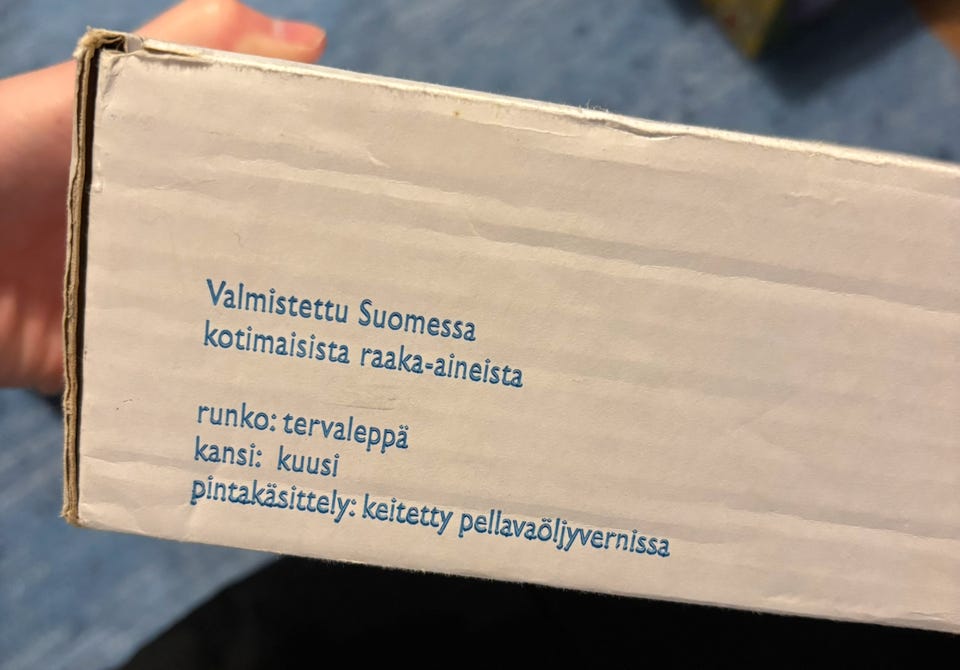 Valmistettu Suomessa
kotimaisista raaka-aineista
runko: tervaleppä
kansi: kuusi
pintakäsittely: keitetty pellavaöljyvernissa